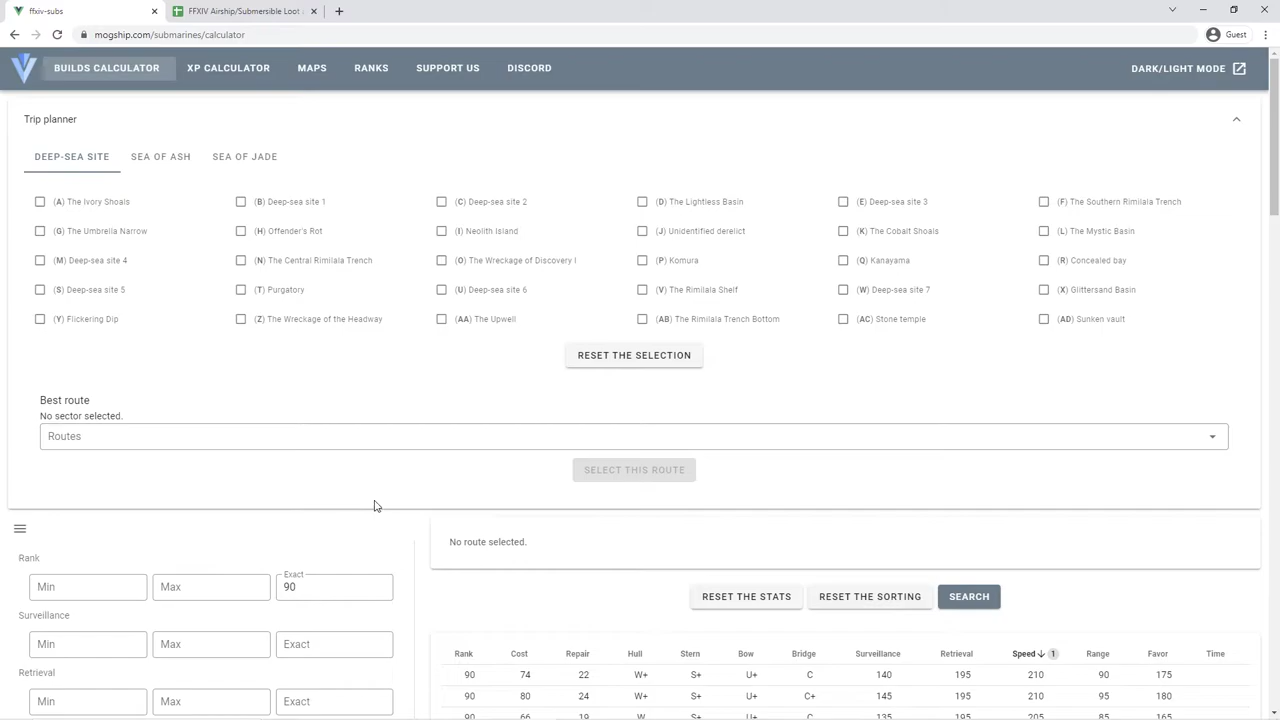 ffxiv-subs
FFXIV Airship/Submersible Loot
mogship.com/submarines/calculator
Guest
BUILDS CALCULATOR XP CALCULATOR MAPS RANKS SUPPORT US DISCORD DARK/LIGHT MODE
Trip planner
DEEP-SEA SITE SEA OF ASH SEA OF JADE
(A) The Ivory Shoals (B) Deep-sea site 1 (C) Deep-sea site 2 (D) The Lightless Basin (E) Deep-sea site 3 (F) The Southern Rimilala Trench
(G) The Umbrella Narrow (H) Offender's Rot (I) Neolith Island (J) Unidentified derelict (K) The Cobalt Shoals (L) The Mystic Basin
(M) Deep-sea site 4 (N) The Central Rimilala Trench (O) The Wreckage of Discovery I (P) Komura (Q) Kanayama (R) Concealed bay
(S) Deep-sea site 5 (T) Purgatory (U) Deep-sea site 6 (V) The Rimilala Shelf (W) Deep-sea site 7 (X) Glittersand Basin
(Y) Flickering Dip (Z) The Wreckage of the Headway (AA) The Upwell (AB) The Rimilala Trench Bottom (AC) Stone temple (AD) Sunken vault
RESET THE SELECTION
Best route
No sector selected.
Routes
SELECT THIS ROUTE
No route selected.
Rank
Min Max Exact 90
RESET THE STATS RESET THE SORTING SEARCH
Surveillance
Min Max Exact
Retrieval
Min Max Exact
Rank Cost Repair Hull Stern Bow Bridge Surveillance Retrieval Speed 1 Range Favor Time
90 74 22 W+ S+ U+ C 140 195 210 90 175
90 80 24 W+ S+ U+ C+ 145 195 210 95 180
90 66 19 W S+ U+ C 135 195 205 85 165